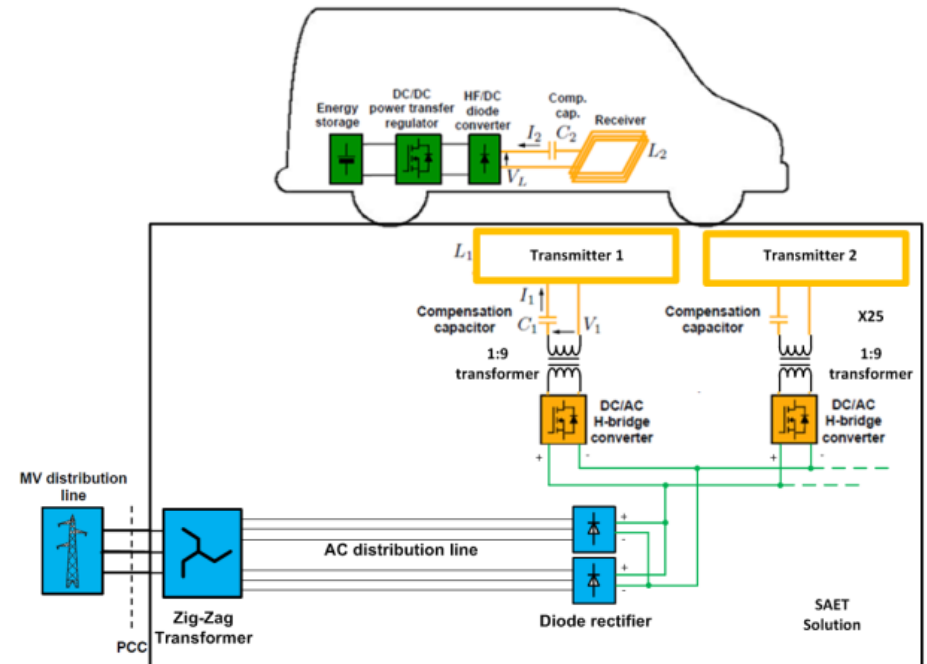 Energy
storage
DC/DC
power transfer
regulator
HF/DC
diode
converter
Comp.
cap.
Receiver
I2
C2
L2
VL
L1
Transmitter 1
Transmitter 2
I1
Compensation
capacitor
C1
V1
Compensation
capacitor
X25
1:9
transformer
1:9
transformer
DC/AC
H-bridge
converter
DC/AC
H-bridge
converter
+
-
+
-
MV distribution
line
AC distribution line
+
-
+
-
Zig-Zag
Transformer
PCC
Diode rectifier
SAET
Solution